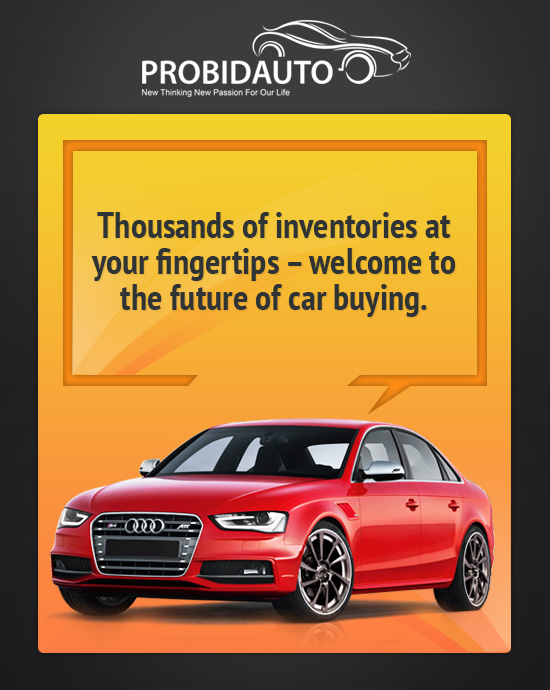 PROBIDAUTO
New Thinking New Passion For Our Life
Thousands of inventories at
your fingertips – welcome to
the future of car buying.